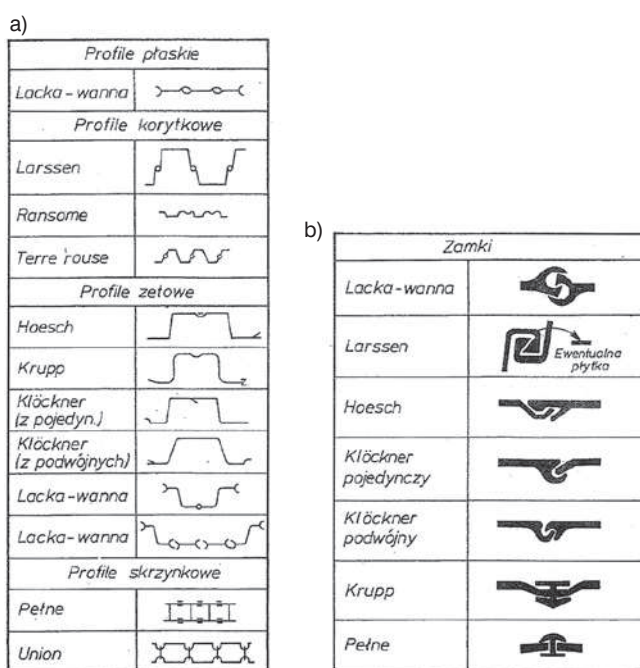 a)
Profile płaskie
Lacka-wanna
Profile korytkowe
Larssen
Ransome
Terre rouse
Profile zetowe
Hoesch
Krupp
Klöckner
(z pojedyn.)
Klöckner
(z podwójnych)
Lacka-wanna
Lacka-wanna
Profile skrzynkowe
Pełne
Union
b)
Zamki
Lacka-wanna
Larssen
Ewentualna
płytka
Hoesch
Klöckner
pojedynczy
Klöckner
podwójny
Krupp
Pełne